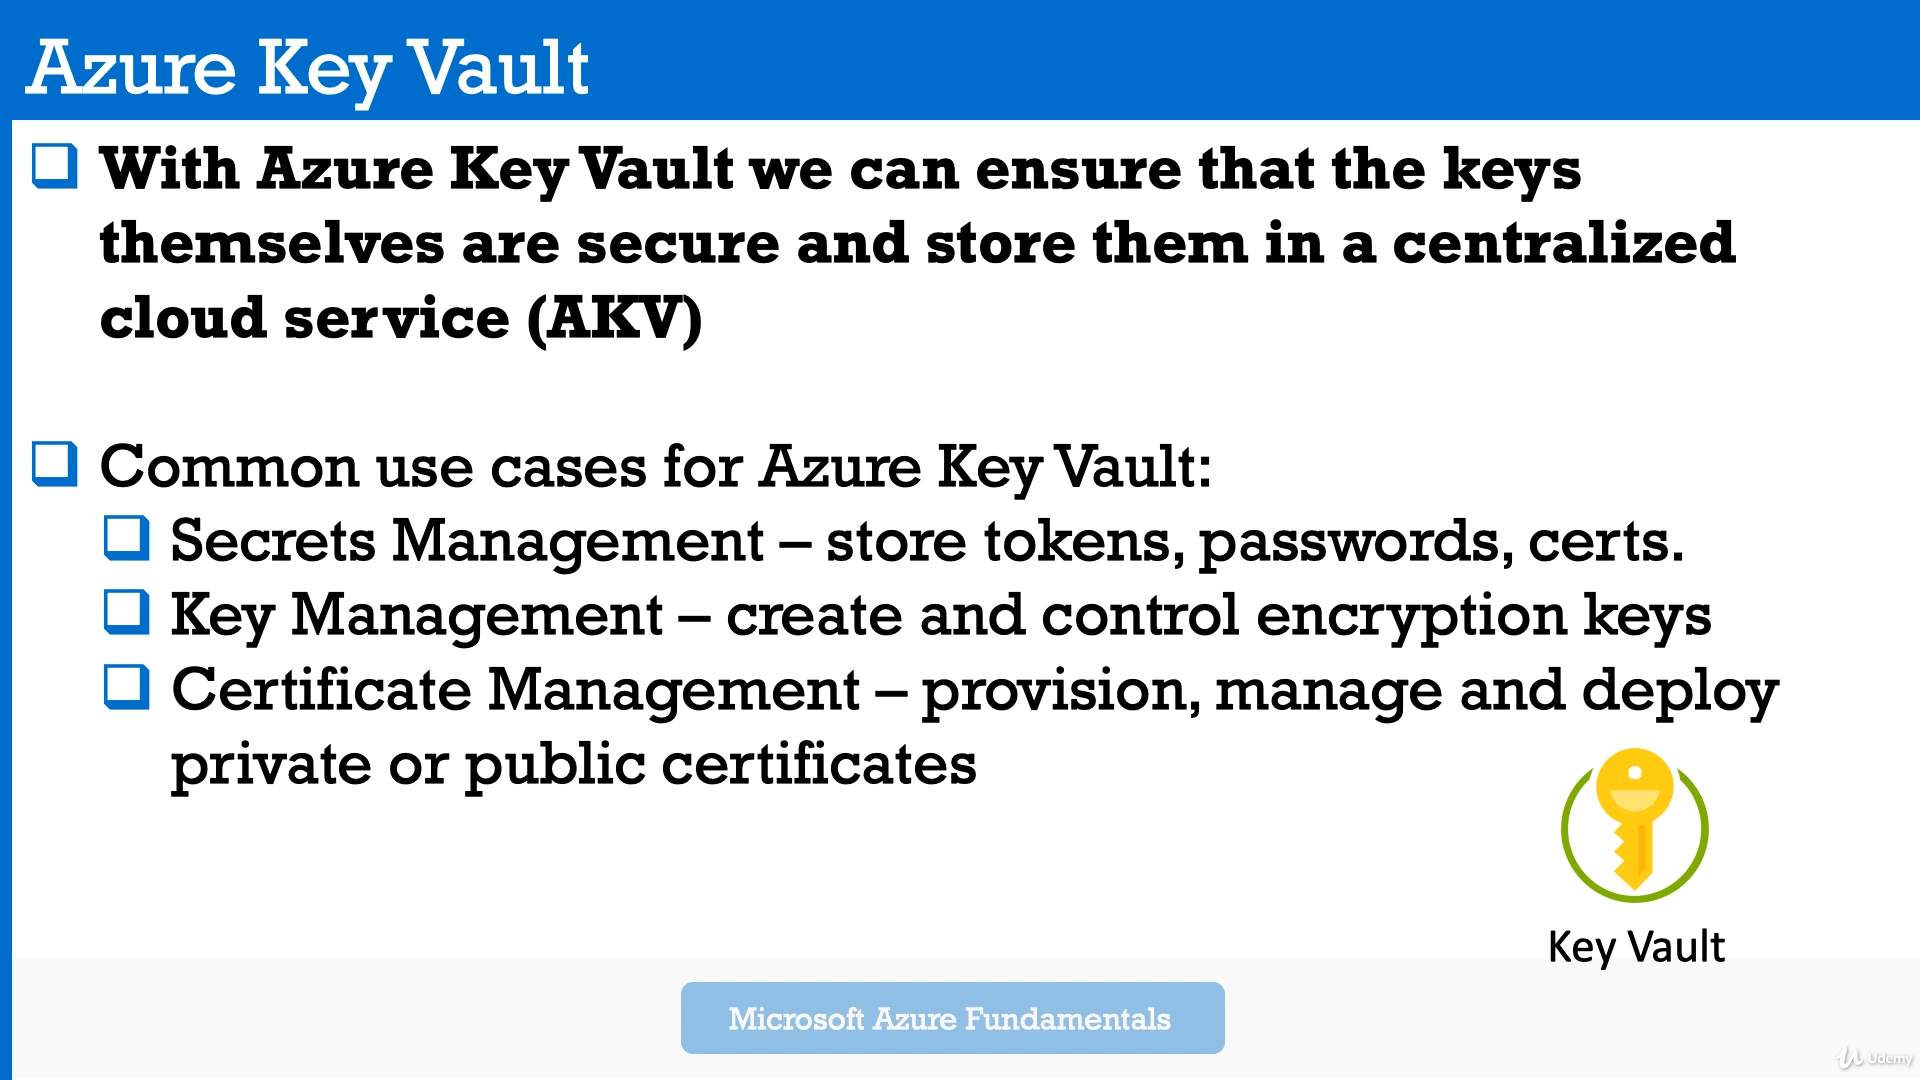 Azure Key Vault
With Azure Key Vault we can ensure that the keys
themselves are secure and store them in a centralized
cloud service (AKV)
Common use cases for Azure Key Vault:
Secrets Management – store tokens, passwords, certs.
Key Management – create and control encryption keys
Certificate Management – provision, manage and deploy
private or public certificates
Key Vault
Microsoft Azure Fundamentals
Udemy